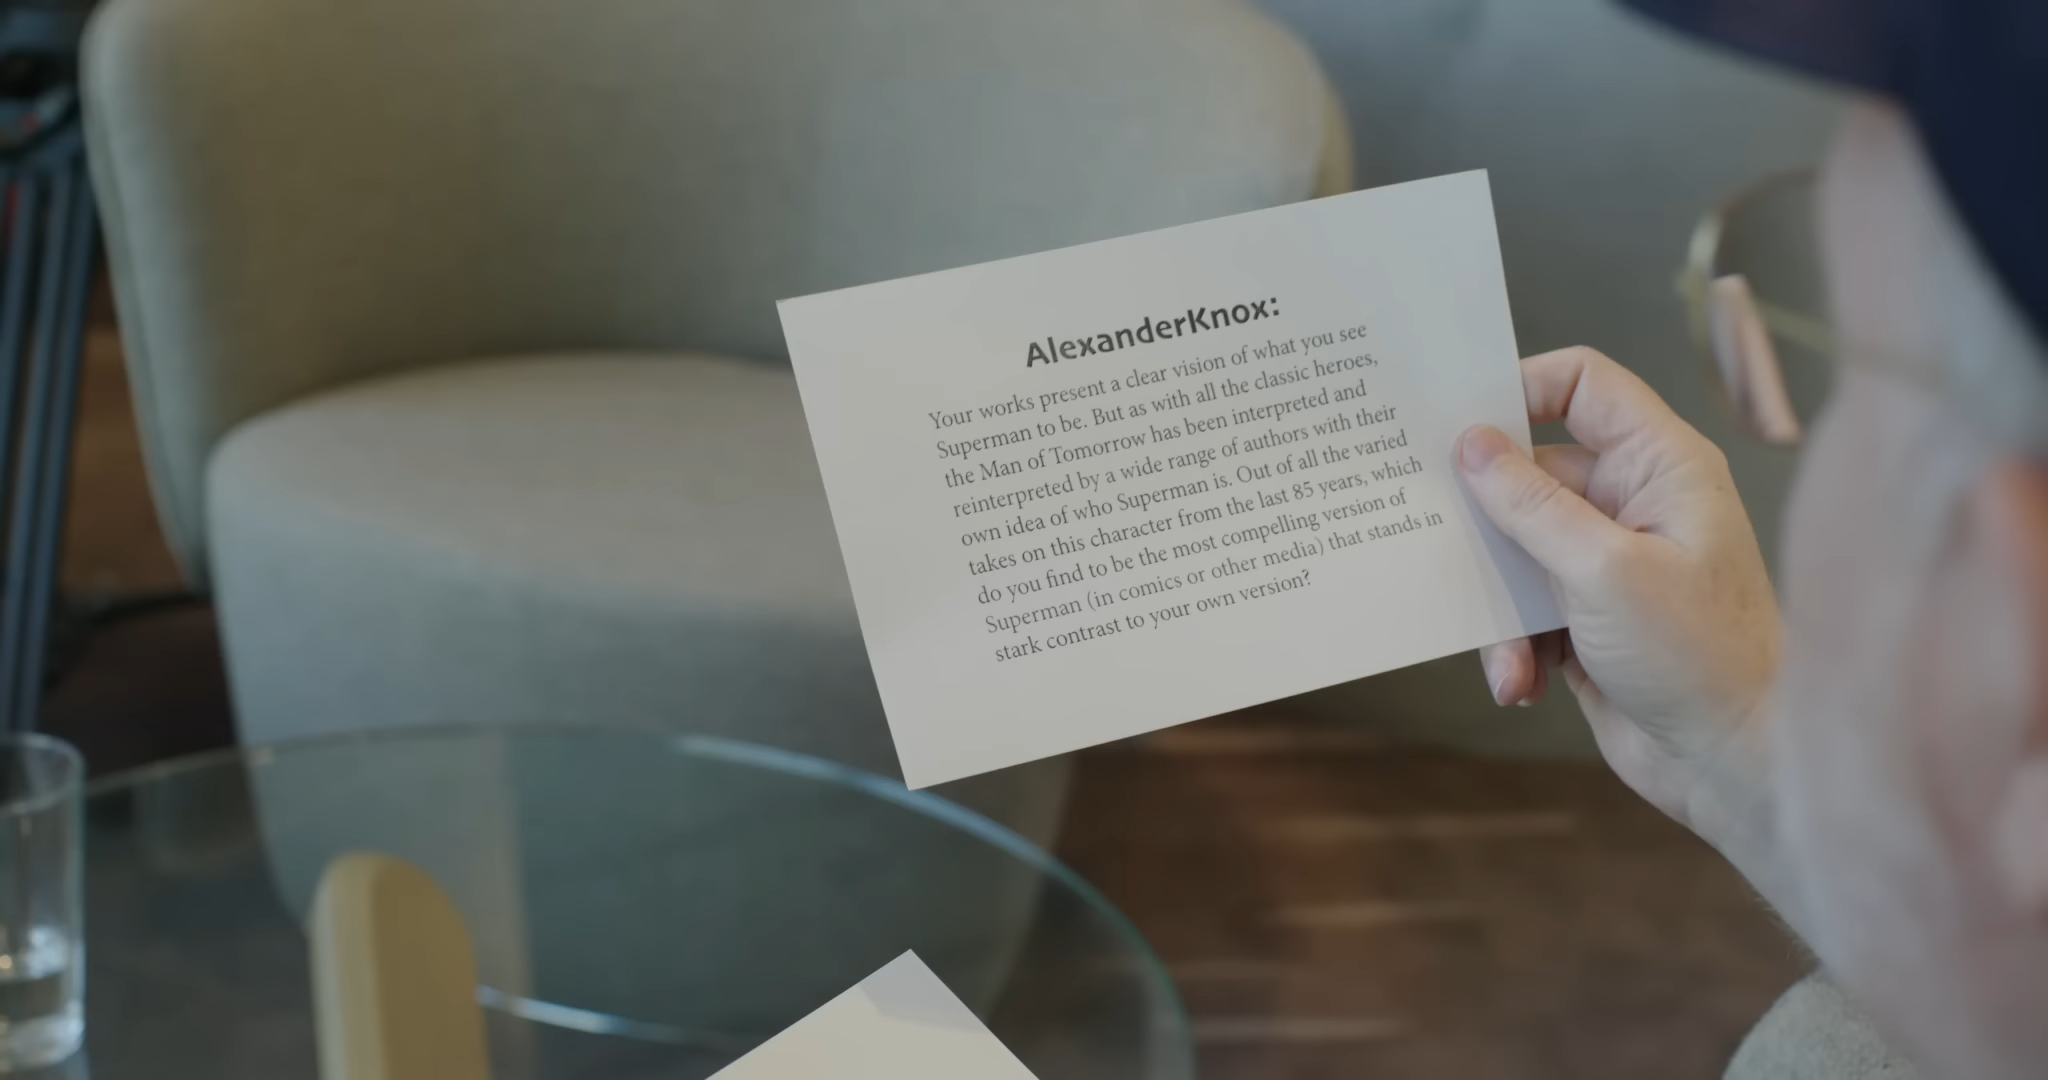 AlexanderKnox:
Your works present a clear vision of what you see
Superman to be. But as with all the classic heroes,
the Man of Tomorrow has been interpreted and
reinterpreted by a wide range of authors with their
own idea of who Superman is. Out of all the varied
takes on this character from the last 85 years, which
do you find to be the most compelling version of
Superman (in comics or other media) that stands in
stark contrast to your own version?